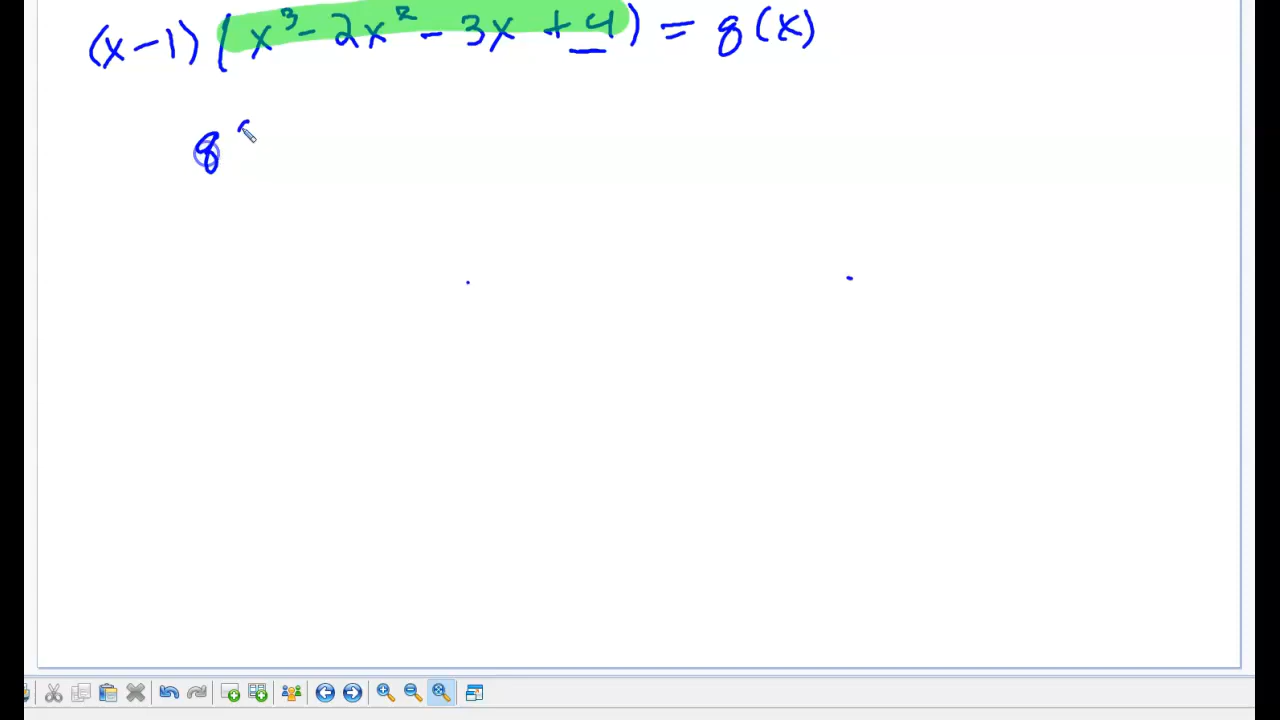 (x-1)(x³-2x²-3x+4) = g(x)
g